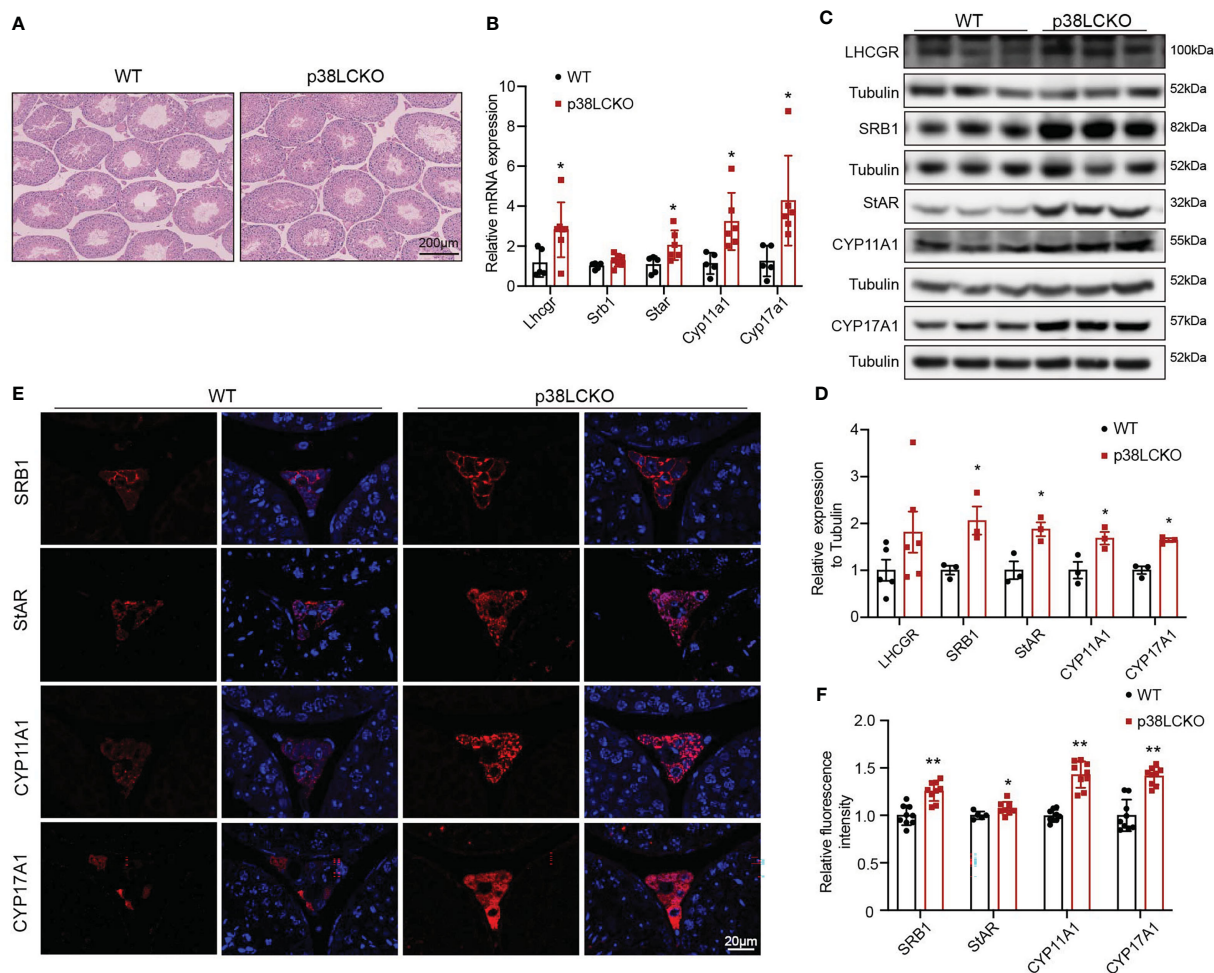 A
WT
p38LCKO
200μm
B
WT
p38LCKO
Relative mRNA expression
10
8
6
4
2
0
*
*
*
*
Lhcgr
Srb1
Star
Cyp11a1
Cyp17a1
C
WT
p38LCKO
LHCGR
100kDa
Tubulin
52kDa
SRB1
82kDa
Tubulin
52kDa
StAR
32kDa
CYP11A1
55kDa
Tubulin
52kDa
CYP17A1
57kDa
Tubulin
52kDa
E
WT
p38LCKO
SRB1
StAR
CYP11A1
CYP17A1
20μm
D
WT
p38LCKO
Relative expression
to Tubulin
4
3
2
1
0
*
*
*
*
LHCGR
SRB1
StAR
CYP11A1
CYP17A1
F
WT
p38LCKO
Relative fluorescence
intensity
2.0
1.5
1.0
0.5
0
**
*
**
**
SRB1
StAR
CYP11A1
CYP17A1